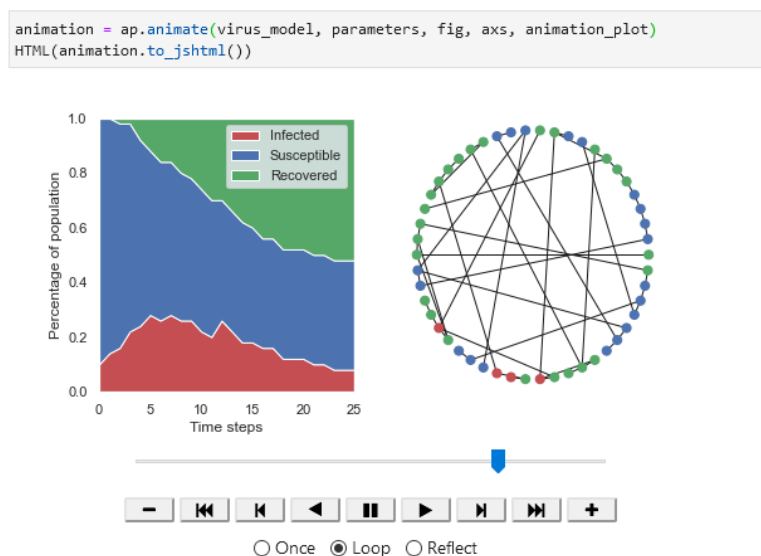 animation = ap.animate(virus_model, parameters, fig, axs, animation_plot)
HTML(animation.to_jshtml())
1.0
0.8
0.6
0.4
0.2
0.0
Percentage of population
Infected
Susceptible
Recovered
0 5 10 15 20 25
Time steps
Once Loop Reflect